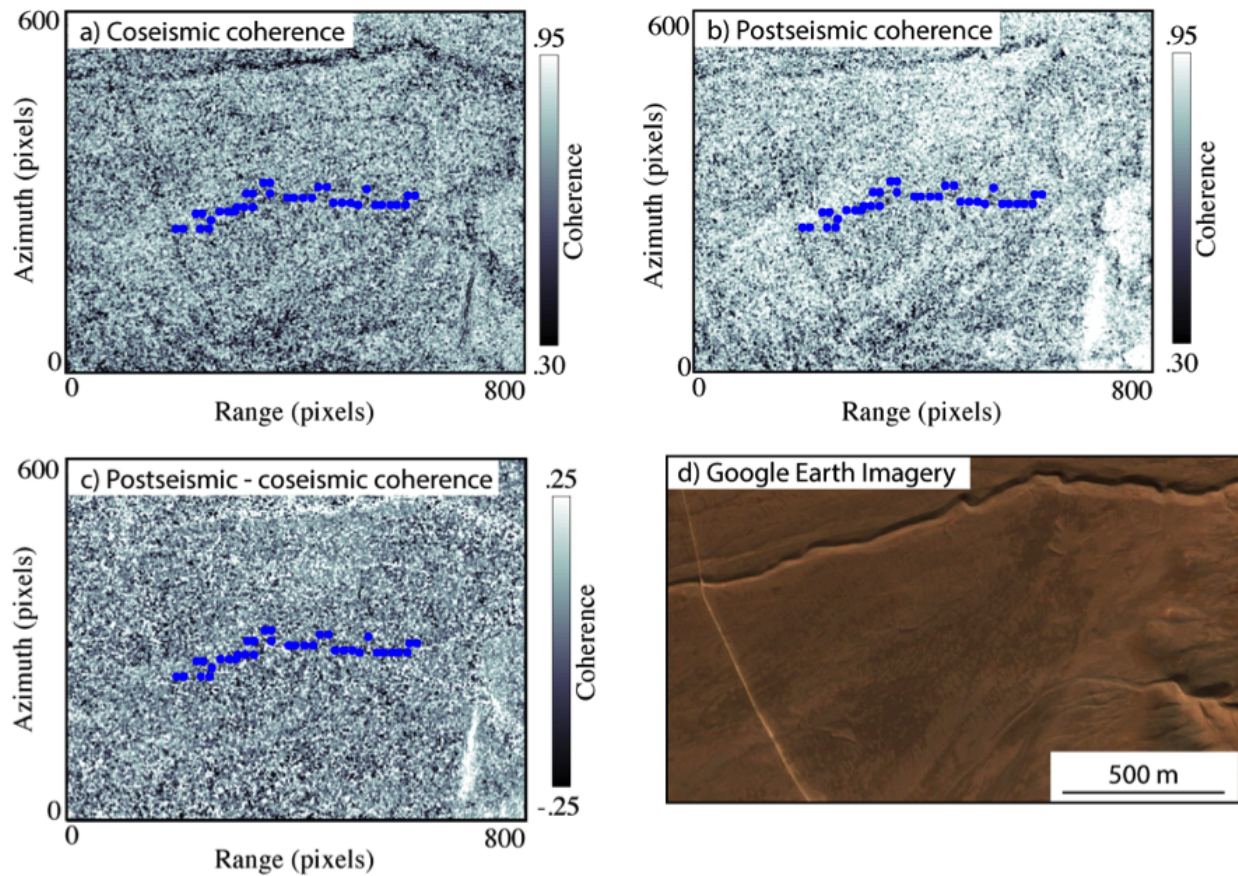 a) Coseismic coherence
600
0
Azimuth (pixels)
0
800
Range (pixels)
.95
.30
Coherence
b) Postseismic coherence
600
0
Azimuth (pixels)
0
800
Range (pixels)
.95
.30
Coherence
c) Postseismic - coseismic coherence
600
0
Azimuth (pixels)
0
800
Range (pixels)
.25
-.25
Coherence
d) Google Earth Imagery
500 m